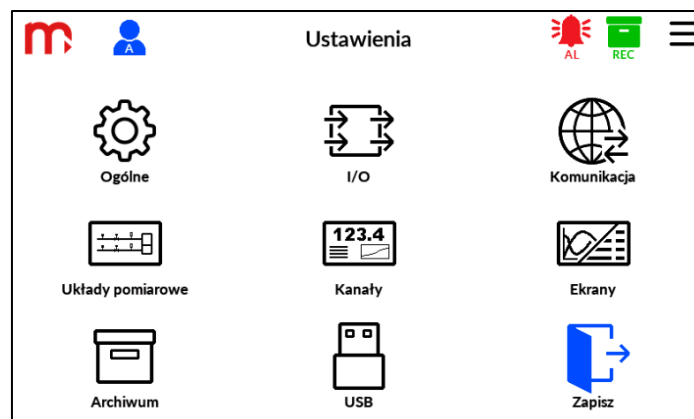 m
A
Ustawienia
AL
REC
Ogólne
I/O
Komunikacja
123.4
Układy pomiarowe
Kanały
Ekrany
Archiwum
USB
Zapisz